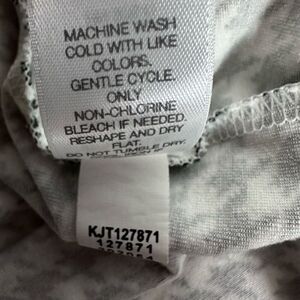 MACHINE WASH
COLD WITH LIKE
COLORS.
GENTLE CYCLE.
ONLY
NON-CHLORINE
BLEACH IF NEEDED.
RESHAPE AND DRY
FLAT.
DO NOT TUMBLE DRY.
KJT127871
127871